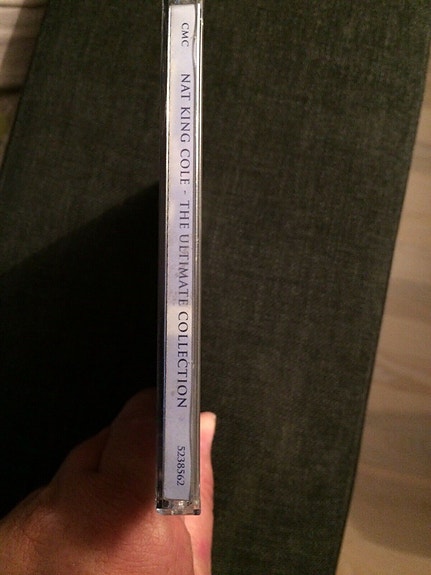 CMC NAT KING COLE - THE ULTIMATE COLLECTION 5238562